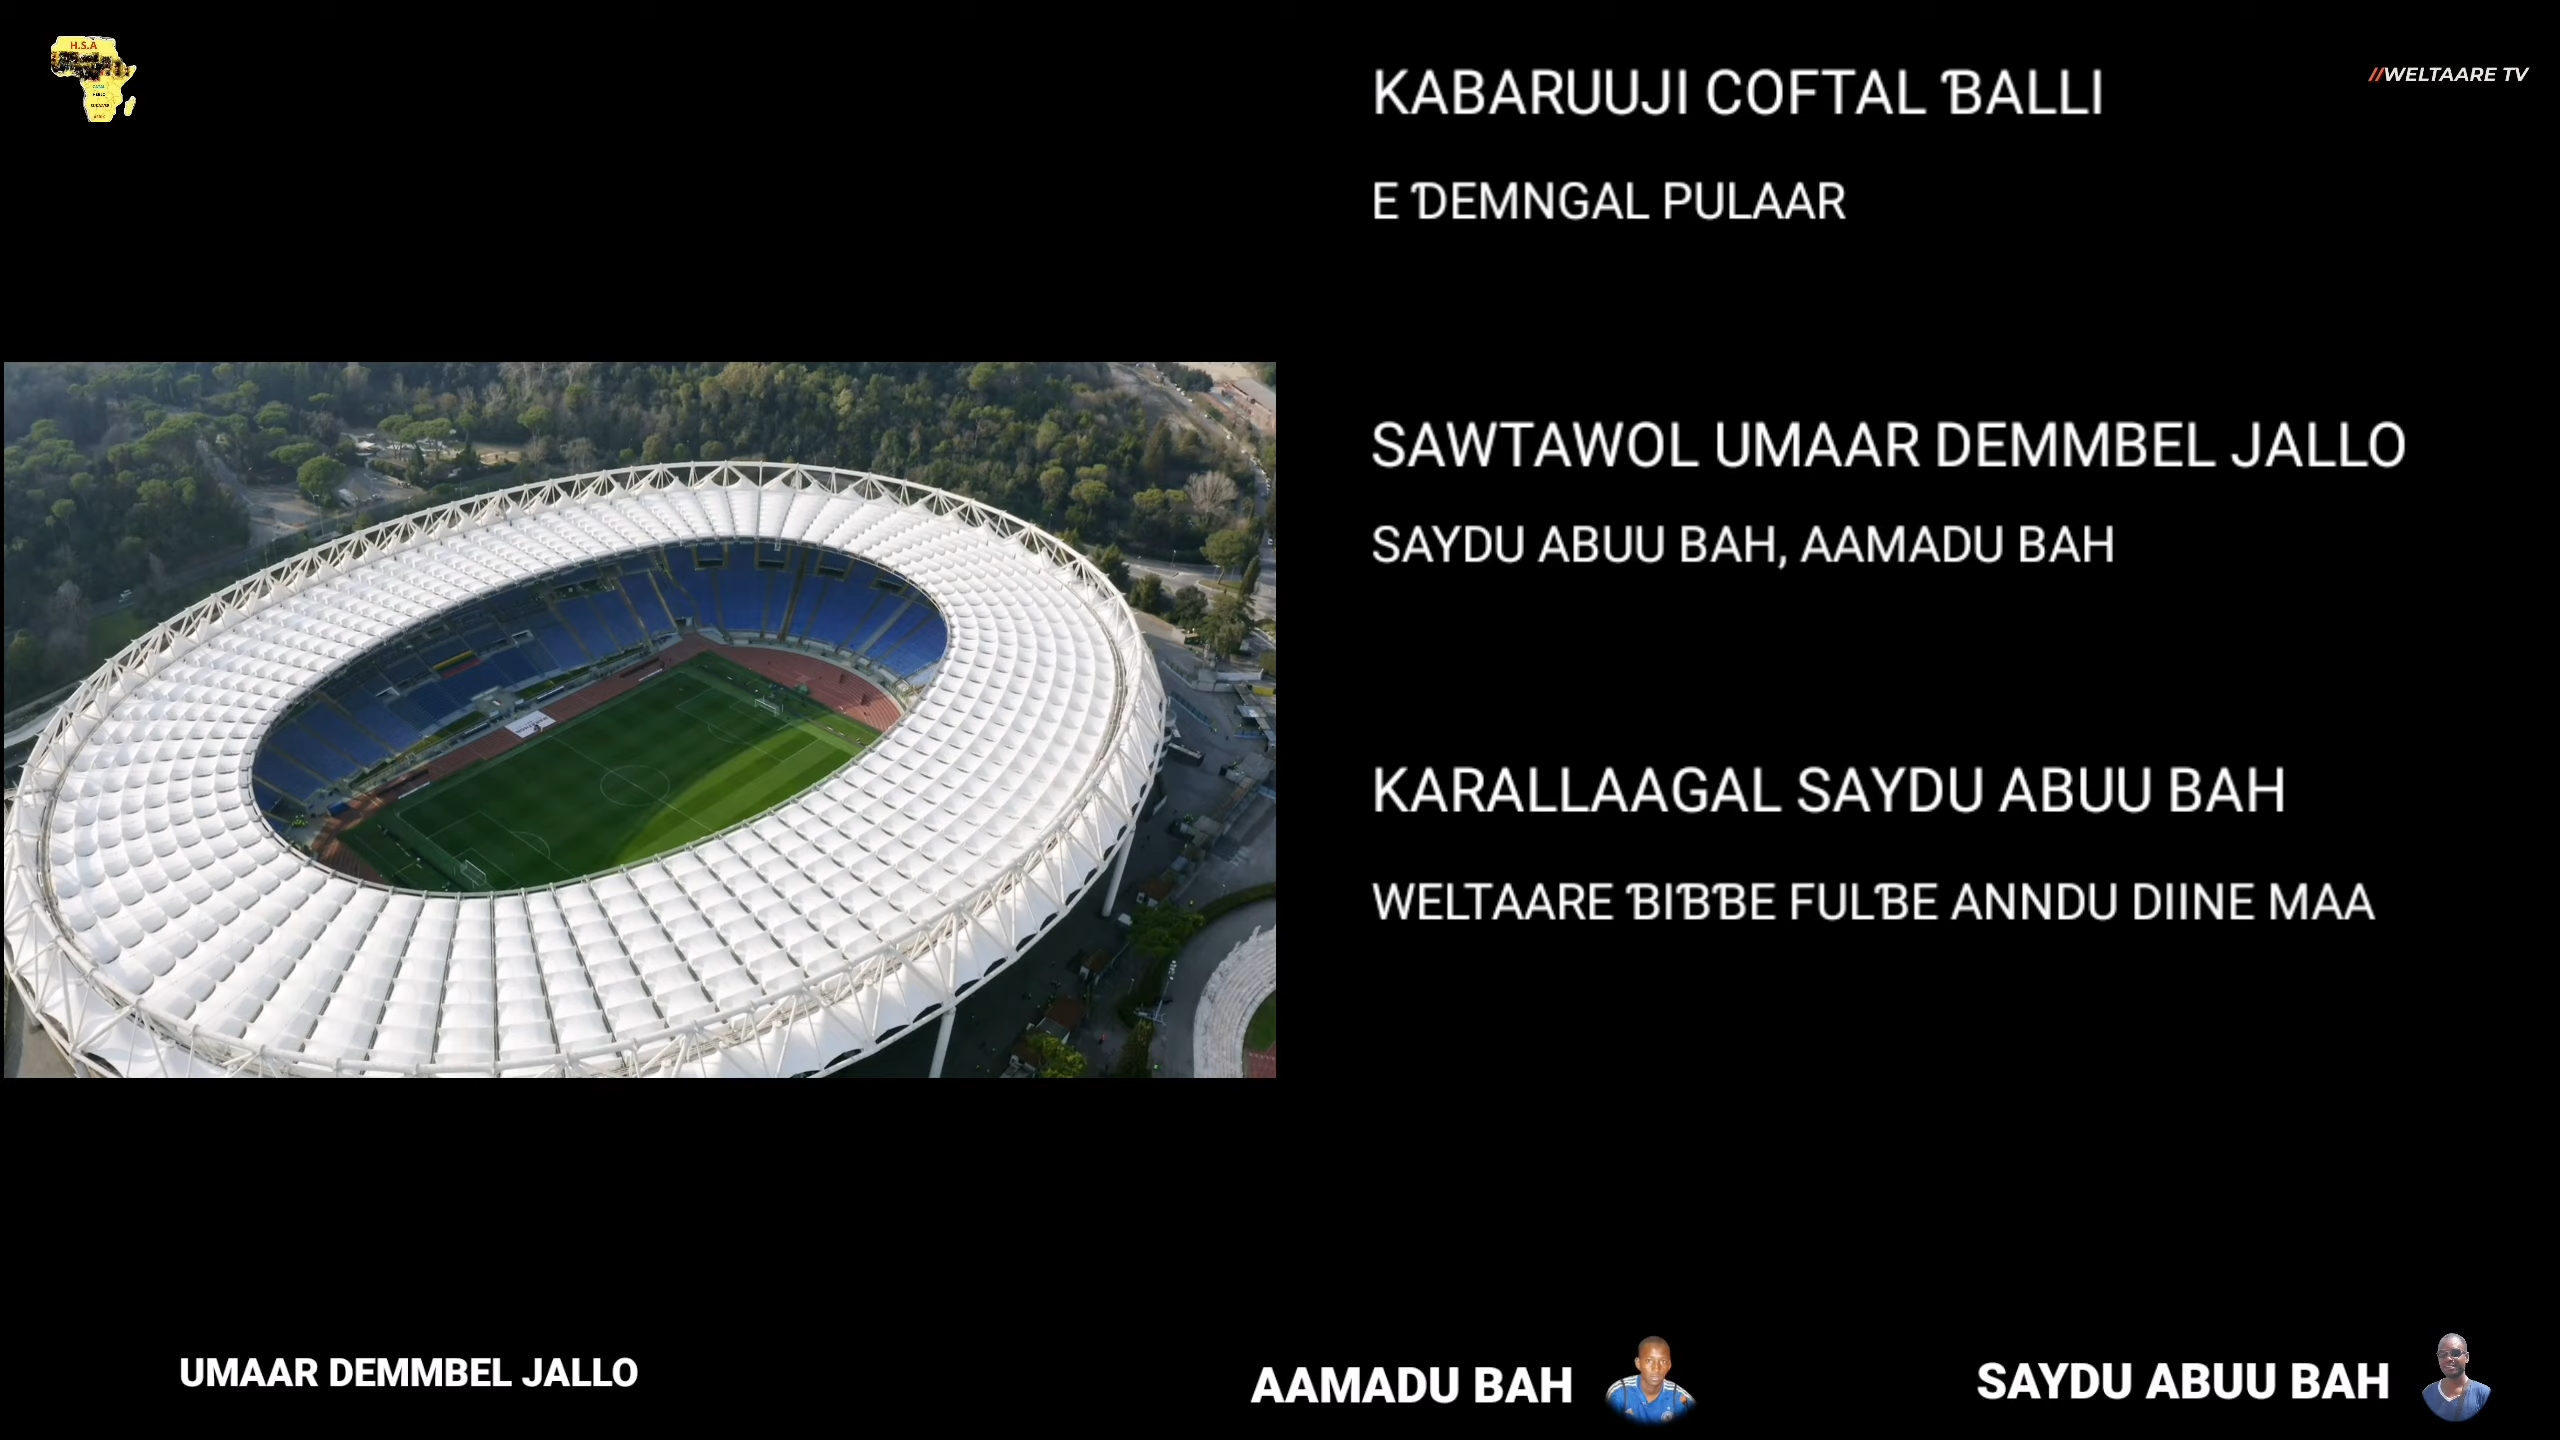 H.S.A
//WELTAARE TV
KABARUUJI COFTAL ƁALLI
E ƊEMNGAL PULAAR
SAWTAWOL UMAAR DEMMBEL JALLO
SAYDU ABUU BAH, AAMADU BAH
KARALLAAGAL SAYDU ABUU BAH
WELTAARE ƁIƁƁE FULƁE ANNDU DIINE MAA
UMAAR DEMMBEL JALLO
AAMADU BAH
SAYDU ABUU BAH